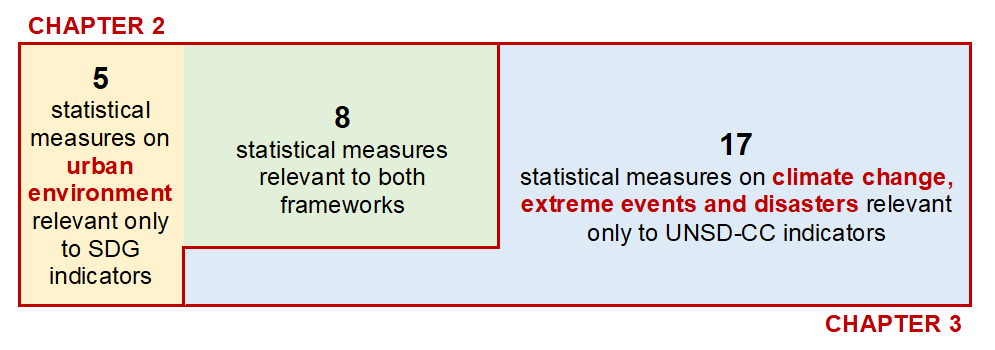 CHAPTER 2
5
statistical
measures on
urban
environment
relevant only
to SDG
indicators
8
statistical measures
relevant to both
frameworks
17
statistical measures on climate change,
extreme events and disasters relevant
only to UNSD-CC indicators
CHAPTER 3